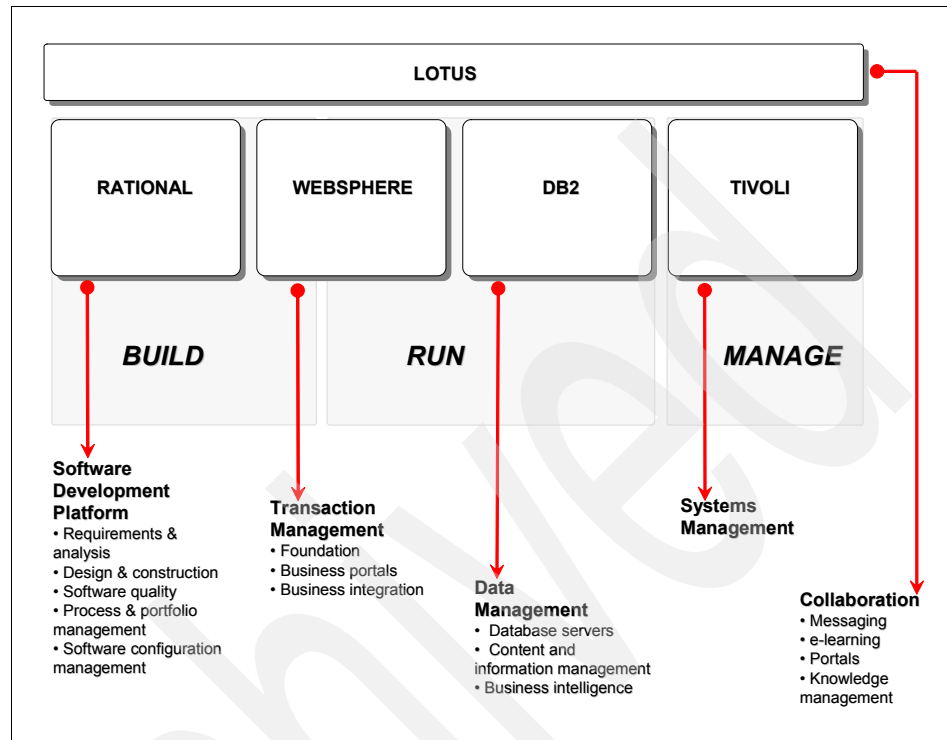 LOTUS
RATIONAL
WEBSPHERE
DB2
TIVOLI
BUILD
RUN
MANAGE
Software
Development
Platform
• Requirements &
analysis
• Design & construction
• Software quality
• Process & portfolio
management
• Software configuration
management
Transaction
Management
• Foundation
• Business portals
• Business integration
Data
Management
• Database servers
• Content and
information management
• Business intelligence
Systems
Management
Collaboration
• Messaging
• e-learning
• Portals
• Knowledge
management
hived